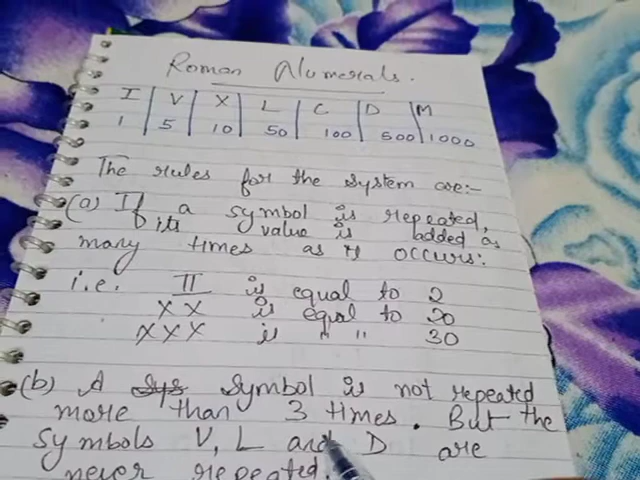 Roman Numerals.
I | V | X | L | C | D | M
1 | 5 | 10 | 50 | 100 | 500 | 1000
The rules for the system are:-
(a) If a symbol is repeated,
its value is added as
many times as it occurs:
i.e. II is equal to 2
XX is equal to 20
XXX is " " 30
(b) A symbol is not repeated
more than 3 times. But the
symbols V, L and D are
never repeated.